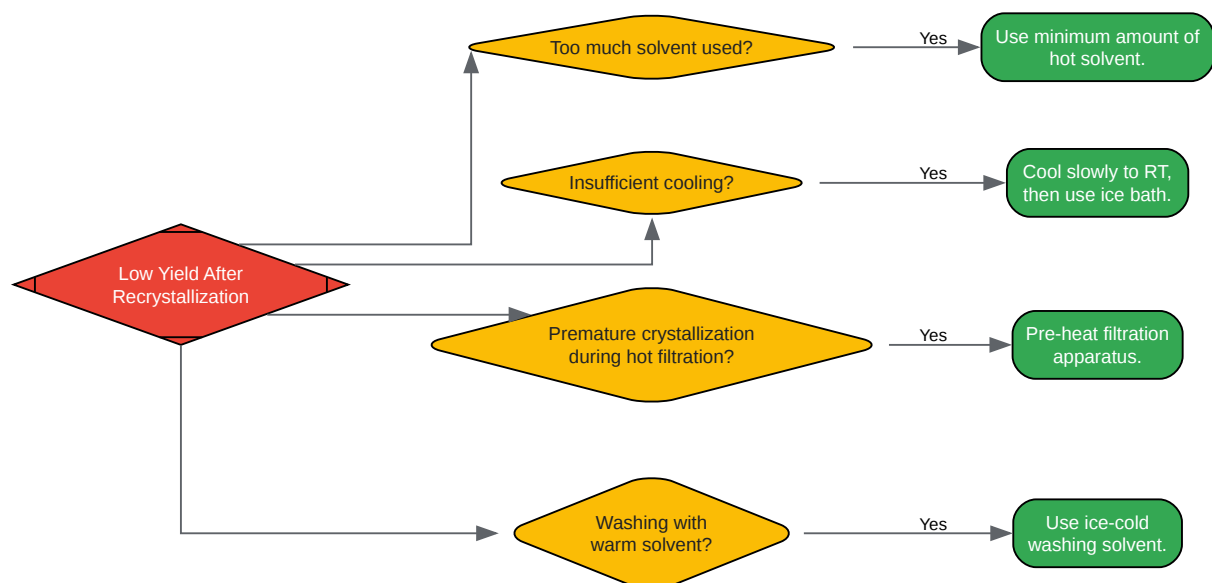 Too much solvent used?
Yes
Use minimum amount of
hot solvent.
Insufficient cooling?
Yes
Cool slowly to RT,
then use ice bath.
Low Yield After
Recrystallization
Premature crystallization
during hot filtration?
Yes
Pre-heat filtration
apparatus.
Washing with
warm solvent?
Yes
Use ice-cold
washing solvent.